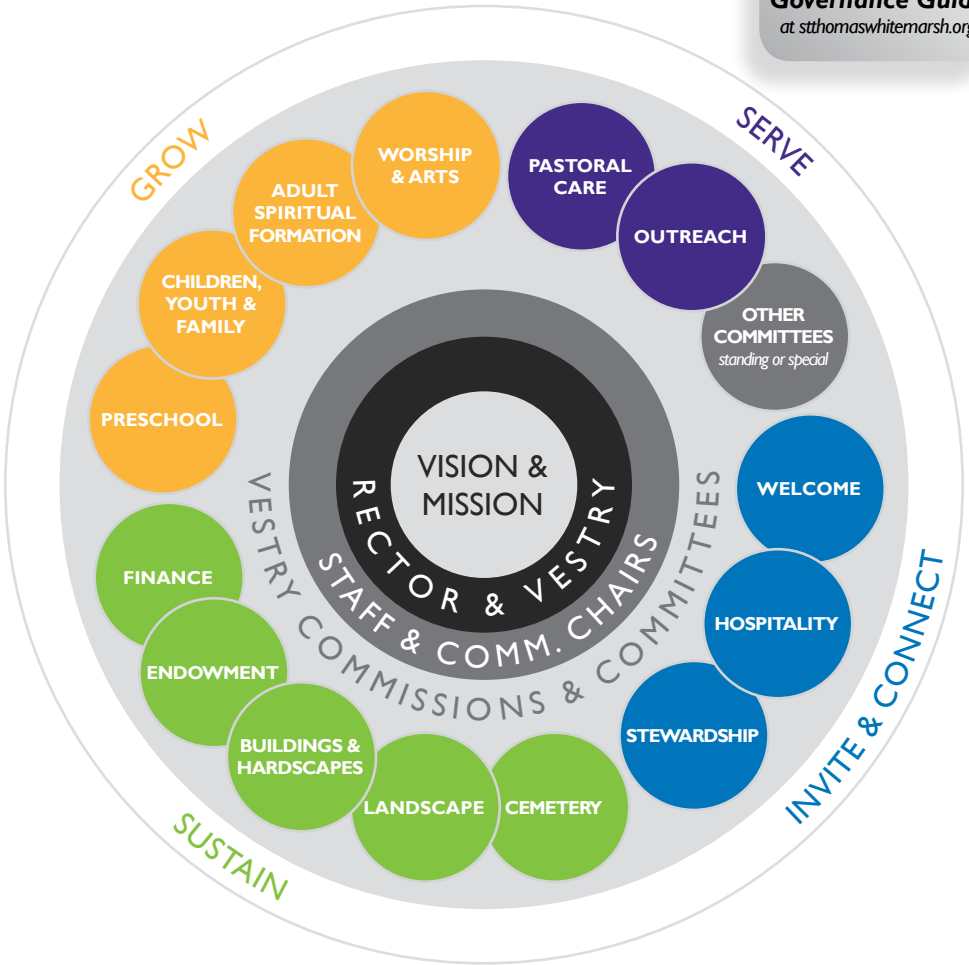 Governance Guid
at stthomaswhitemarsh.org
GROW
SERVE
INVITE & CONNECT
SUSTAIN
WORSHIP
& ARTS
ADULT
SPIRITUAL
FORMATION
CHILDREN,
YOUTH &
FAMILY
PRESCHOOL
PASTORAL
CARE
OUTREACH
OTHER
COMMITTEES
standing or special
WELCOME
HOSPITALITY
STEWARDSHIP
FINANCE
ENDOWMENT
BUILDINGS &
HARDSCAPES
LANDSCAPE
CEMETERY
VISION &
MISSION
RECTOR & VESTRY
STAFF & COMM. CHAIRS
VESTRY COMMISSIONS & COMMITTEES